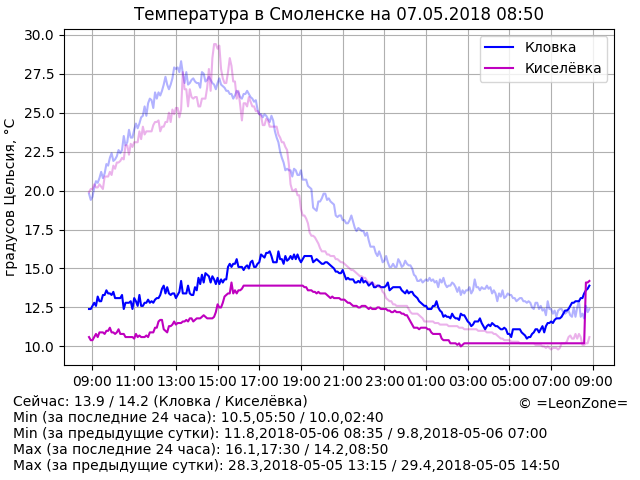 Температура в Смоленске на 07.05.2018 08:50
градусов Цельсия, °C
30.0
27.5
25.0
22.5
20.0
17.5
15.0
12.5
10.0
Кловка
Киселёвка
09:00 11:00 13:00 15:00 17:00 19:00 21:00 23:00 01:00 03:00 05:00 07:00 09:00
Сейчас: 13.9 / 14.2 (Кловка / Киселёвка)
© =LeonZone=
Min (за последние 24 часа): 10.5,05:50 / 10.0,02:40
Min (за предыдущие сутки): 11.8,2018-05-06 08:35 / 9.8,2018-05-06 07:00
Max (за последние 24 часа): 16.1,17:30 / 14.2,08:50
Max (за предыдущие сутки): 28.3,2018-05-05 13:15 / 29.4,2018-05-05 14:50